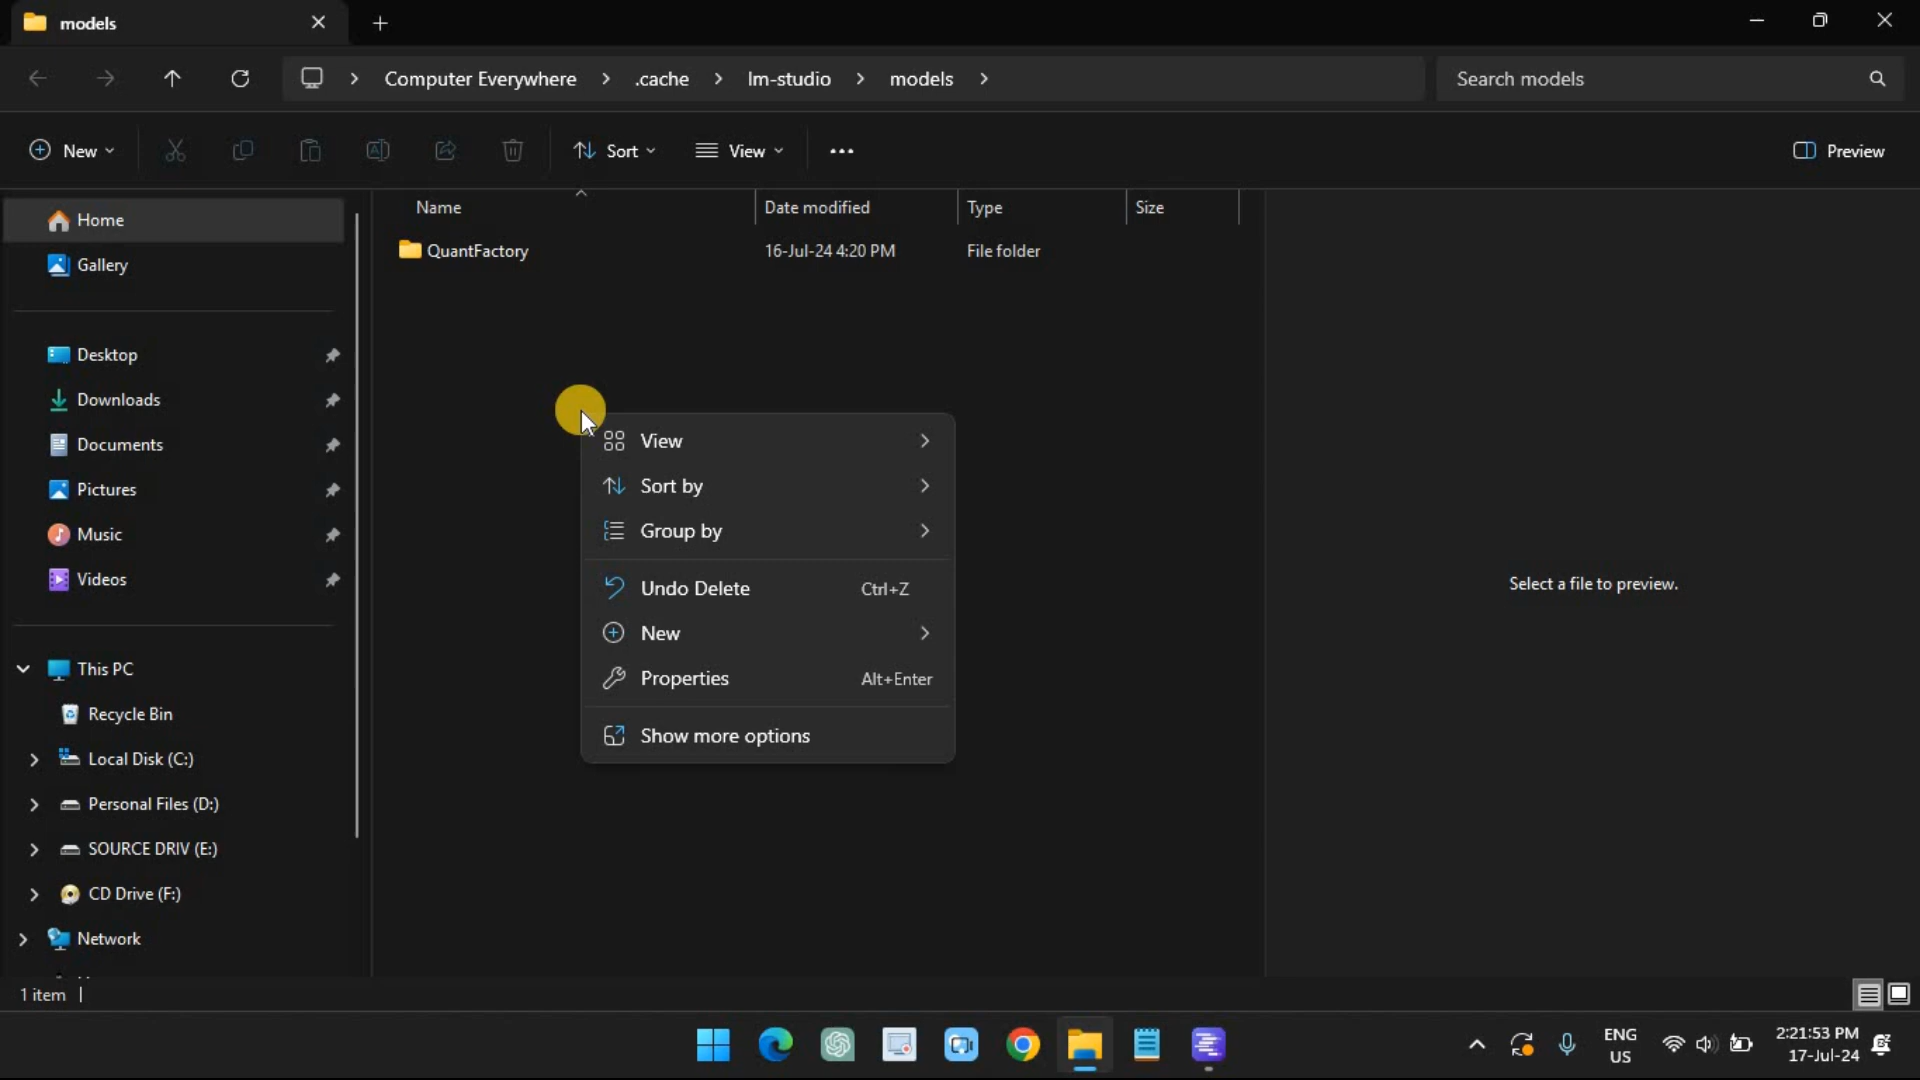 models
Computer Everywhere > .cache > lm-studio > models >
Search models
New
Sort
View
Preview
Home
Gallery
Desktop
Downloads
Documents
Pictures
Music
Videos
This PC
Recycle Bin
Local Disk (C:)
Personal Files (D:)
SOURCE DRIV (E:)
CD Drive (F:)
Network
Name Date modified Type Size
QuantFactory 16-Jul-24 4:20 PM File folder
View
Sort by
Group by
Undo Delete Ctrl+Z
New
Properties Alt+Enter
Show more options
Select a file to preview.
1 item
ENG
US
2:21:53 PM
17-Jul-24